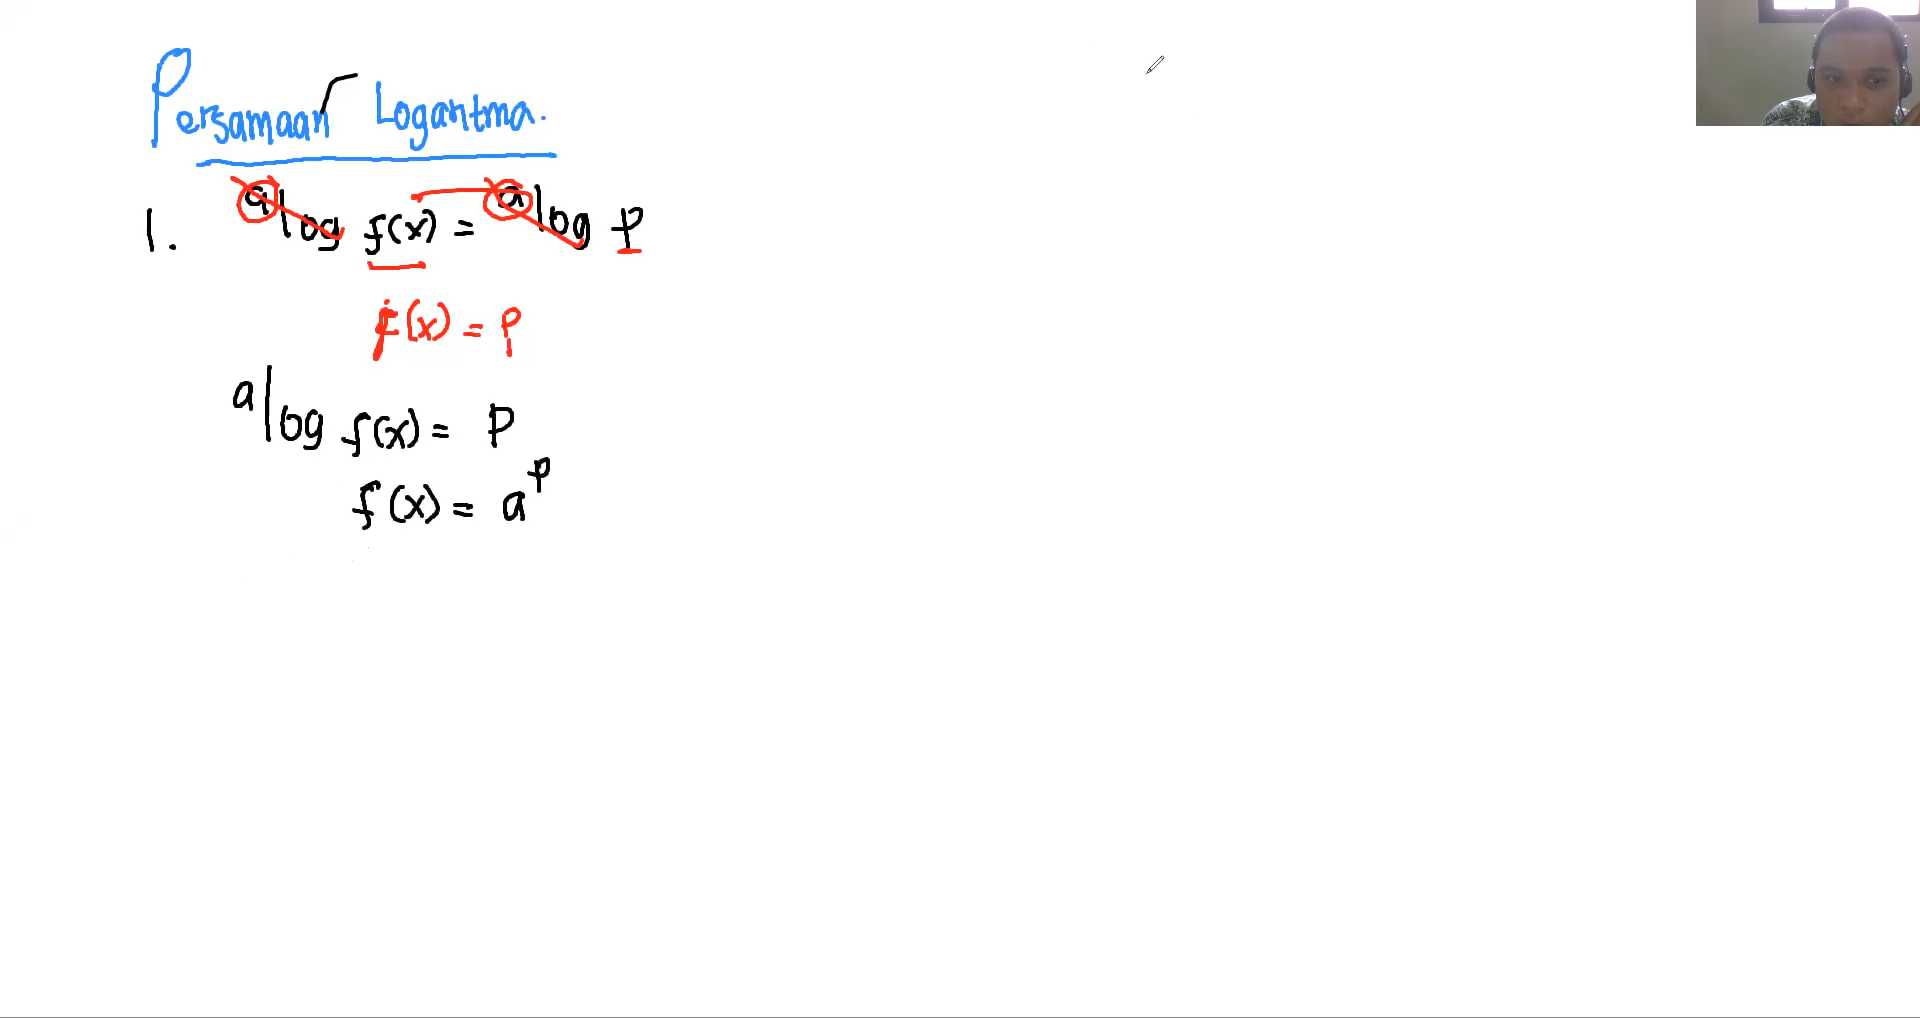 Persamaan Logaritma.
1. ᵃlog f(x) = ᵃlog P
f(x) = P
ᵃlog f(x) = P
f(x) = aᵖ